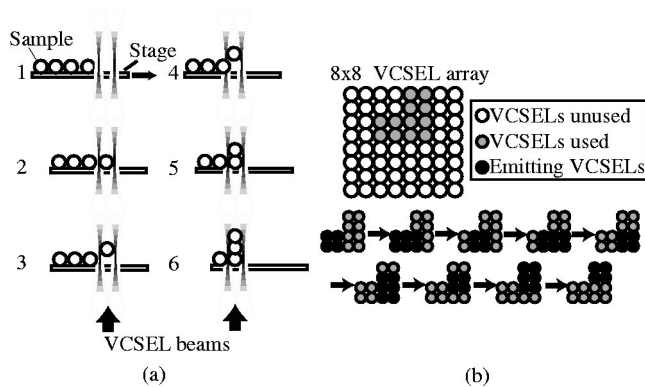 Sample
Stage
1
4
2
5
3
6
VCSEL beams
(a)
8x8 VCSEL array
VCSELs unused
VCSELs used
Emitting VCSELs
(b)